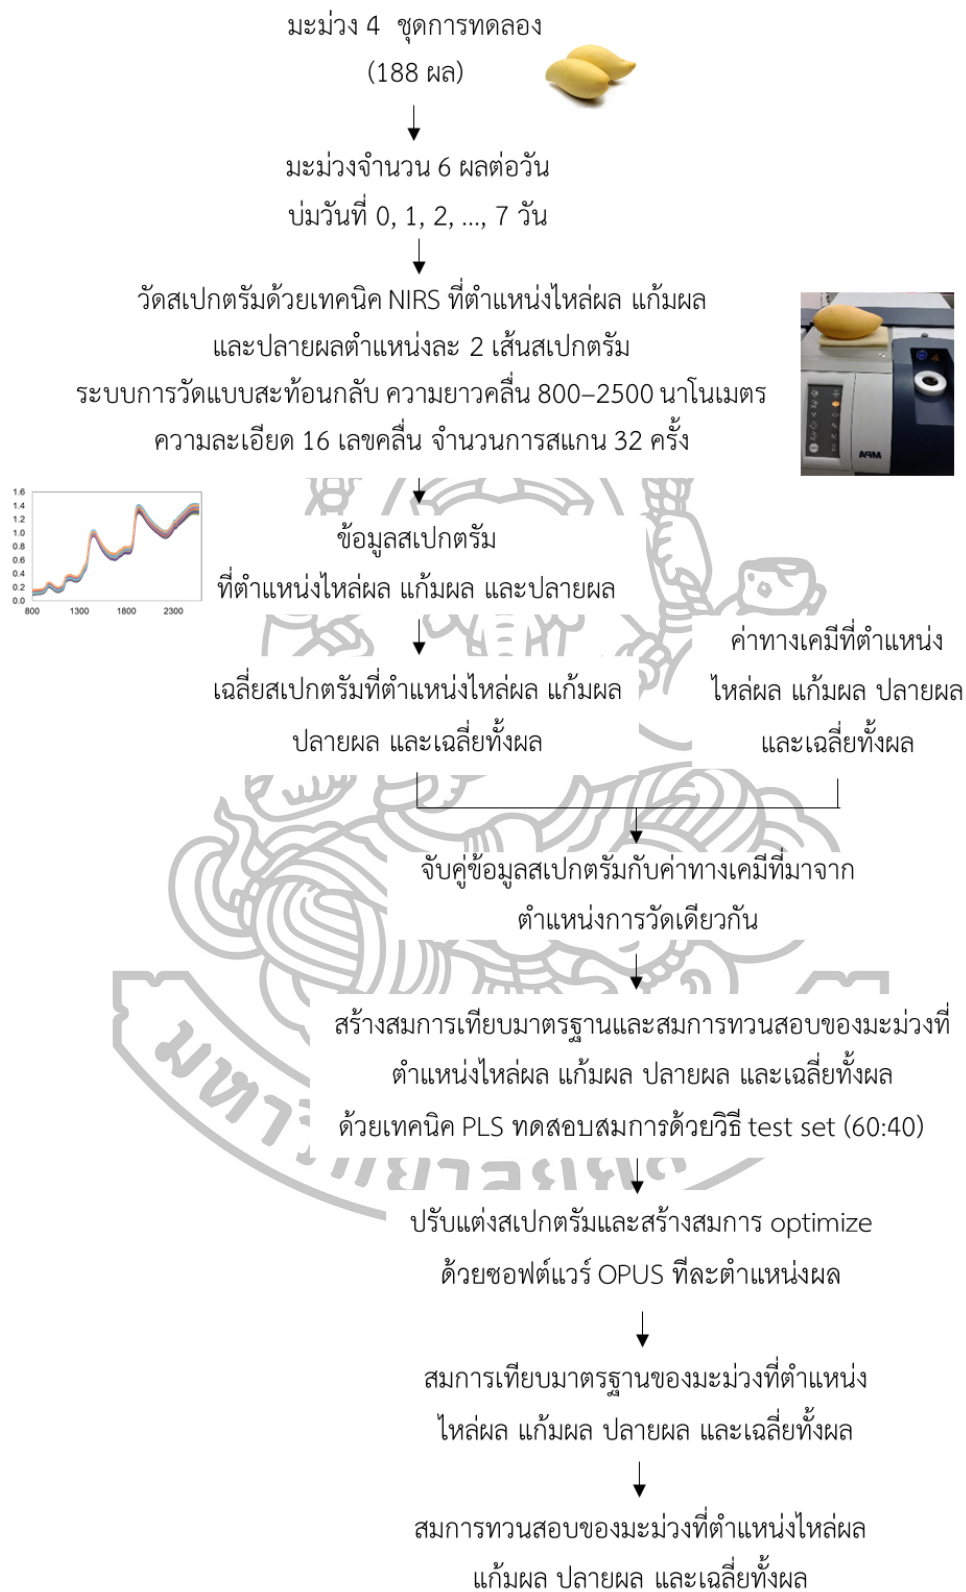 มะม่วง 4 ชุดการทดลอง
(188 ผล)
มะม่วงจำนวน 6 ผลต่อวัน
บ่มวันที่ 0, 1, 2, ..., 7 วัน
วัดสเปกตรัมด้วยเทคนิค NIRS ที่ตำแหน่งไหล่ผล แก้มผล
และปลายผลตำแหน่งละ 2 เส้นสเปกตรัม
ระบบการวัดแบบสะท้อนกลับ ความยาวคลื่น 800–2500 นาโนเมตร
ความละเอียด 16 เลขคลื่น จำนวนการสแกน 32 ครั้ง
MPA
1.6
1.4
1.2
1.0
0.8
0.6
0.4
0.2
0.0
800 1300 1800 2300
ข้อมูลสเปกตรัม
ที่ตำแหน่งไหล่ผล แก้มผล และปลายผล
เฉลี่ยสเปกตรัมที่ตำแหน่งไหล่ผล แก้มผล
ปลายผล และเฉลี่ยทั้งผล
ค่าทางเคมีที่ตำแหน่ง
ไหล่ผล แก้มผล ปลายผล
และเฉลี่ยทั้งผล
จับคู่ข้อมูลสเปกตรัมกับค่าทางเคมีที่มาจาก
ตำแหน่งการวัดเดียวกัน
สร้างสมการเทียบมาตรฐานและสมการทวนสอบของมะม่วงที่
ตำแหน่งไหล่ผล แก้มผล ปลายผล และเฉลี่ยทั้งผล
ด้วยเทคนิค PLS ทดสอบสมการด้วยวิธี test set (60:40)
ปรับแต่งสเปกตรัมและสร้างสมการ optimize
ด้วยซอฟต์แวร์ OPUS ทีละตำแหน่งผล
สมการเทียบมาตรฐานของมะม่วงที่ตำแหน่ง
ไหล่ผล แก้มผล ปลายผล และเฉลี่ยทั้งผล
สมการทวนสอบของมะม่วงที่ตำแหน่งไหล่ผล
แก้มผล ปลายผล และเฉลี่ยทั้งผล